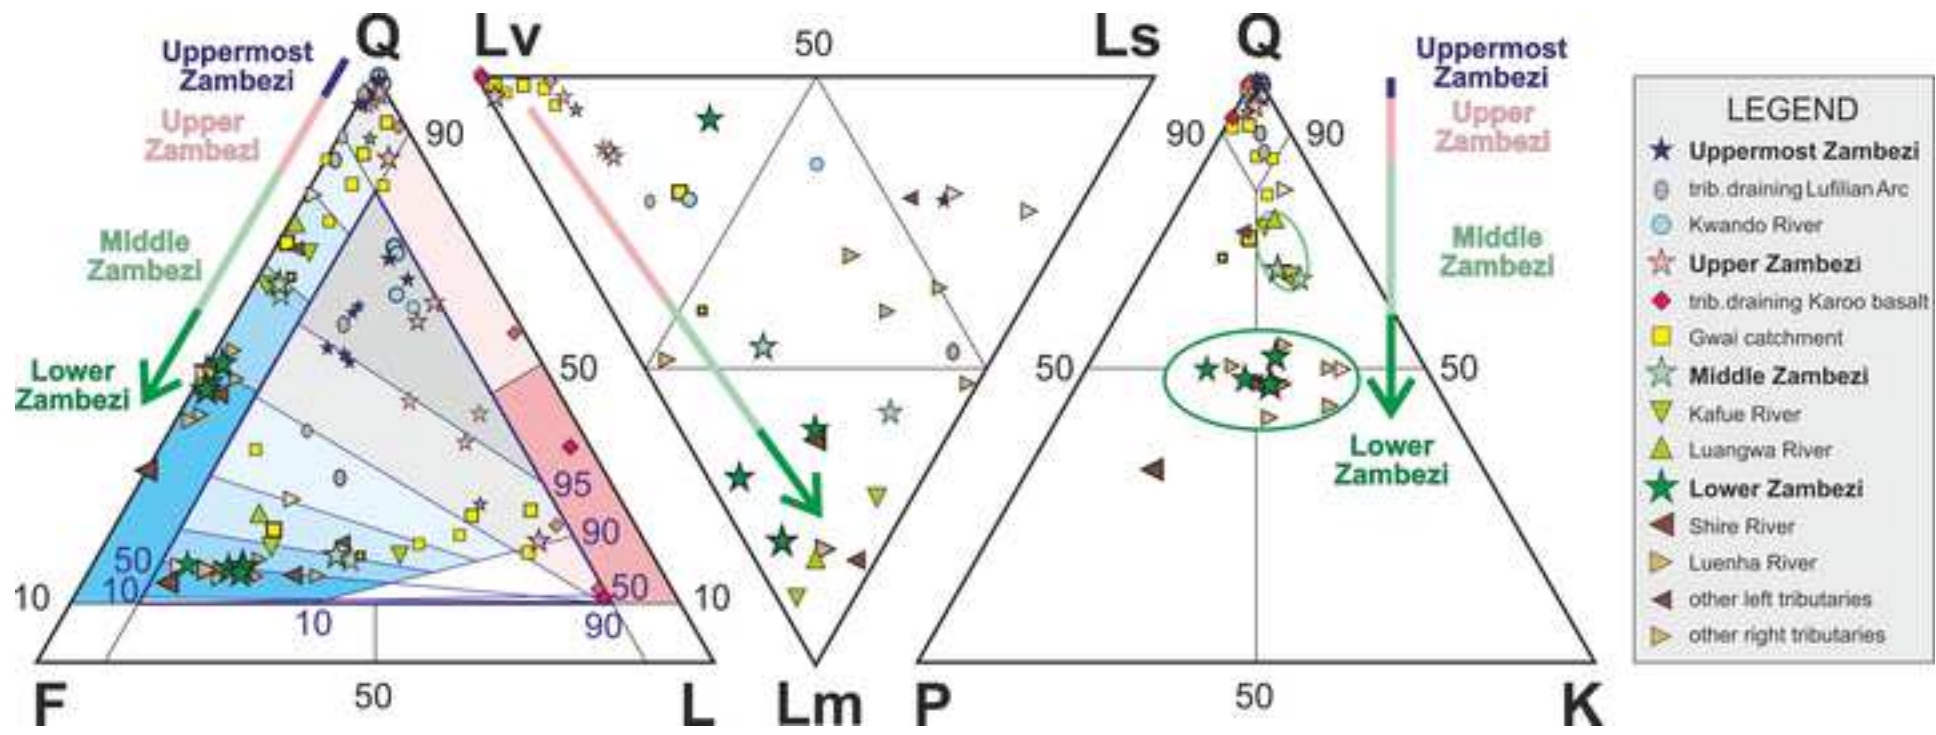 Q
Lv
50
Ls
Q
Uppermost
Zambezi
Upper
Zambezi
Middle
Zambezi
Lower
Zambezi
90
50
95
90
50
10
50
10
10
90
10
F
50
L
Lm
Uppermost
Zambezi
90
90
Upper
Zambezi
Middle
Zambezi
50
50
Lower
Zambezi
P
50
K
LEGEND
Uppermost Zambezi
trib. draining Lufilian Arc
Kwando River
Upper Zambezi
trib. draining Karoo basalt
Gwai catchment
Middle Zambezi
Kafue River
Luangwa River
Lower Zambezi
Shire River
Luenha River
other left tributaries
other right tributaries